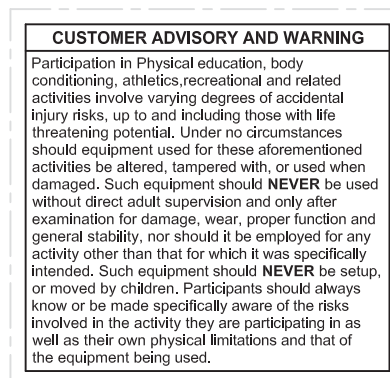 CUSTOMER ADVISORY AND WARNING
Participation in Physical education, body
conditioning, athletics,recreational and related
activities involve varying degrees of accidental
injury risks, up to and including those with life
threatening potential. Under no circumstances
should equipment used for these aforementioned
activities be altered, tampered with, or used when
damaged. Such equipment should NEVER be used
without direct adult supervision and only after
examination for damage, wear, proper function and
general stability, nor should it be employed for any
activity other than that for which it was specifically
intended. Such equipment should NEVER be setup,
or moved by children. Participants should always
know or be made specifically aware of the risks
involved in the activity they are participating in as
well as their own physical limitations and that of
the equipment being used.